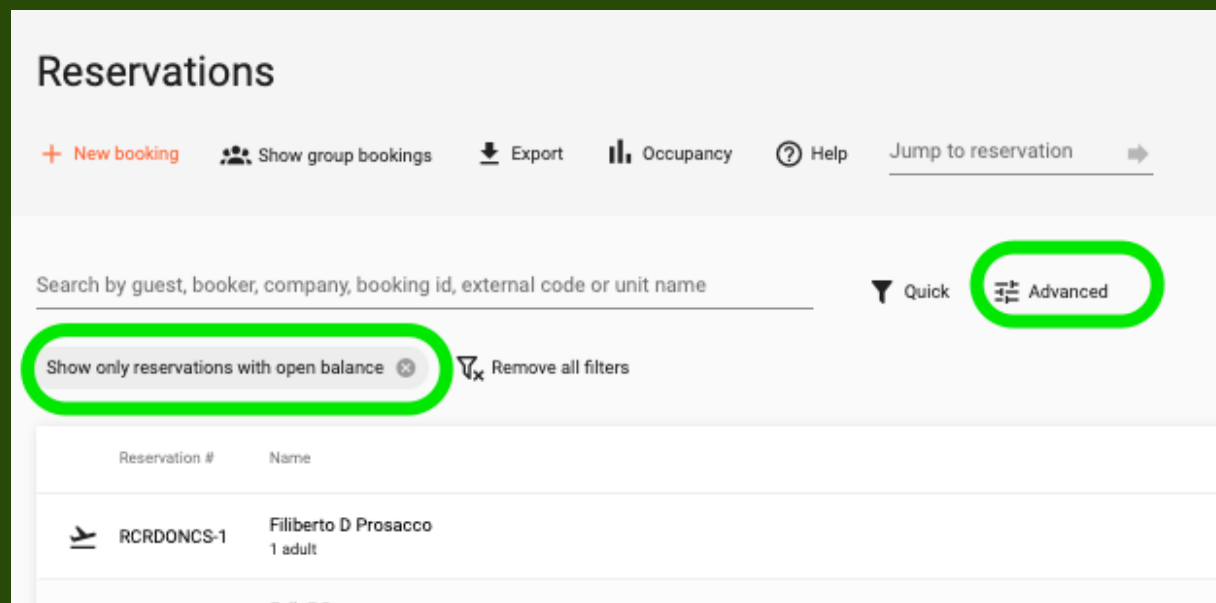 Reservations
New booking Show group bookings Export Occupancy Help Jump to reservation
Search by guest, booker, company, booking id, external code or unit name Quick Advanced
Show only reservations with open balance Remove all filters
Reservation # Name
RCRDONCS-1 Filiberto D Prosacco
1 adult